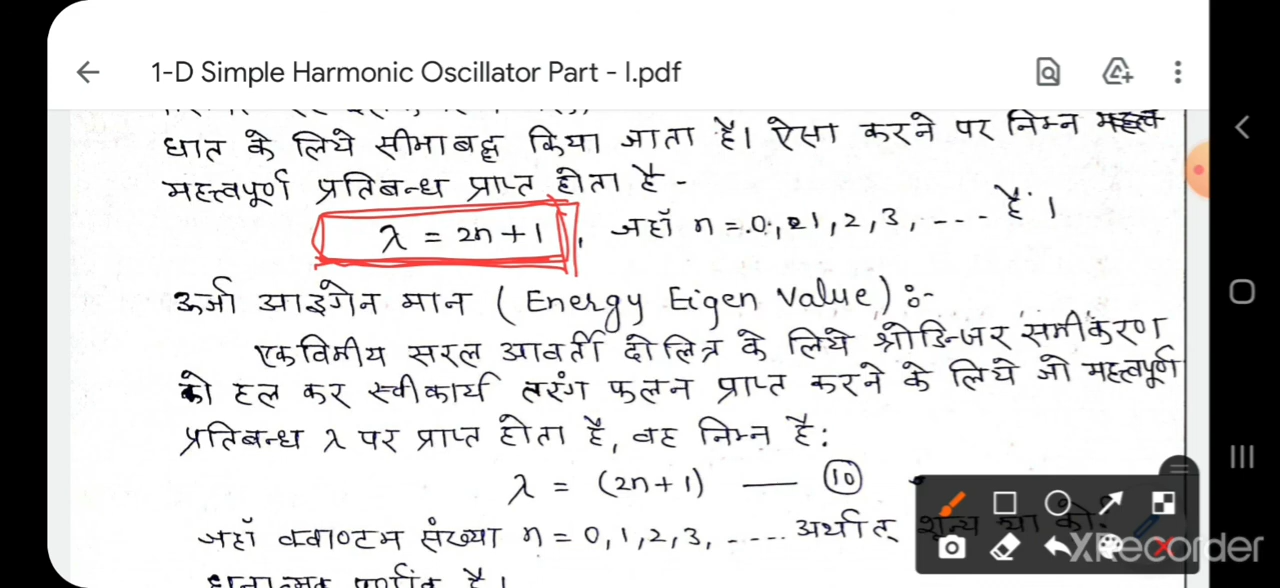 1-D Simple Harmonic Oscillator Part - I.pdf
घात के लिये सीमाबद्ध किया जाता है। ऐसा करने पर निम्न
महत्त्वपूर्ण प्रतिबन्ध प्राप्त होता है -
λ = 2n + 1 , जहाँ n = 0, 1, 2, 3, .... है।
ऊर्जा आइगेन मान ( Energy Eigen Value ) :-
एकविमीय सरल आवर्ती दोलित्र के लिये श्रोडिन्जर समीकरण
को हल कर स्वीकार्य तरंग फलन प्राप्त करने के लिये जो महत्त्वपूर्ण
प्रतिबन्ध λ पर प्राप्त होता है, वह निम्न है:
λ = (2n + 1) — 10
जहाँ क्वाण्टम संख्या n = 0, 1, 2, 3, ..... अर्थात् शून्य या कोई
धनात्मक पूर्णांक है।
XRecorder